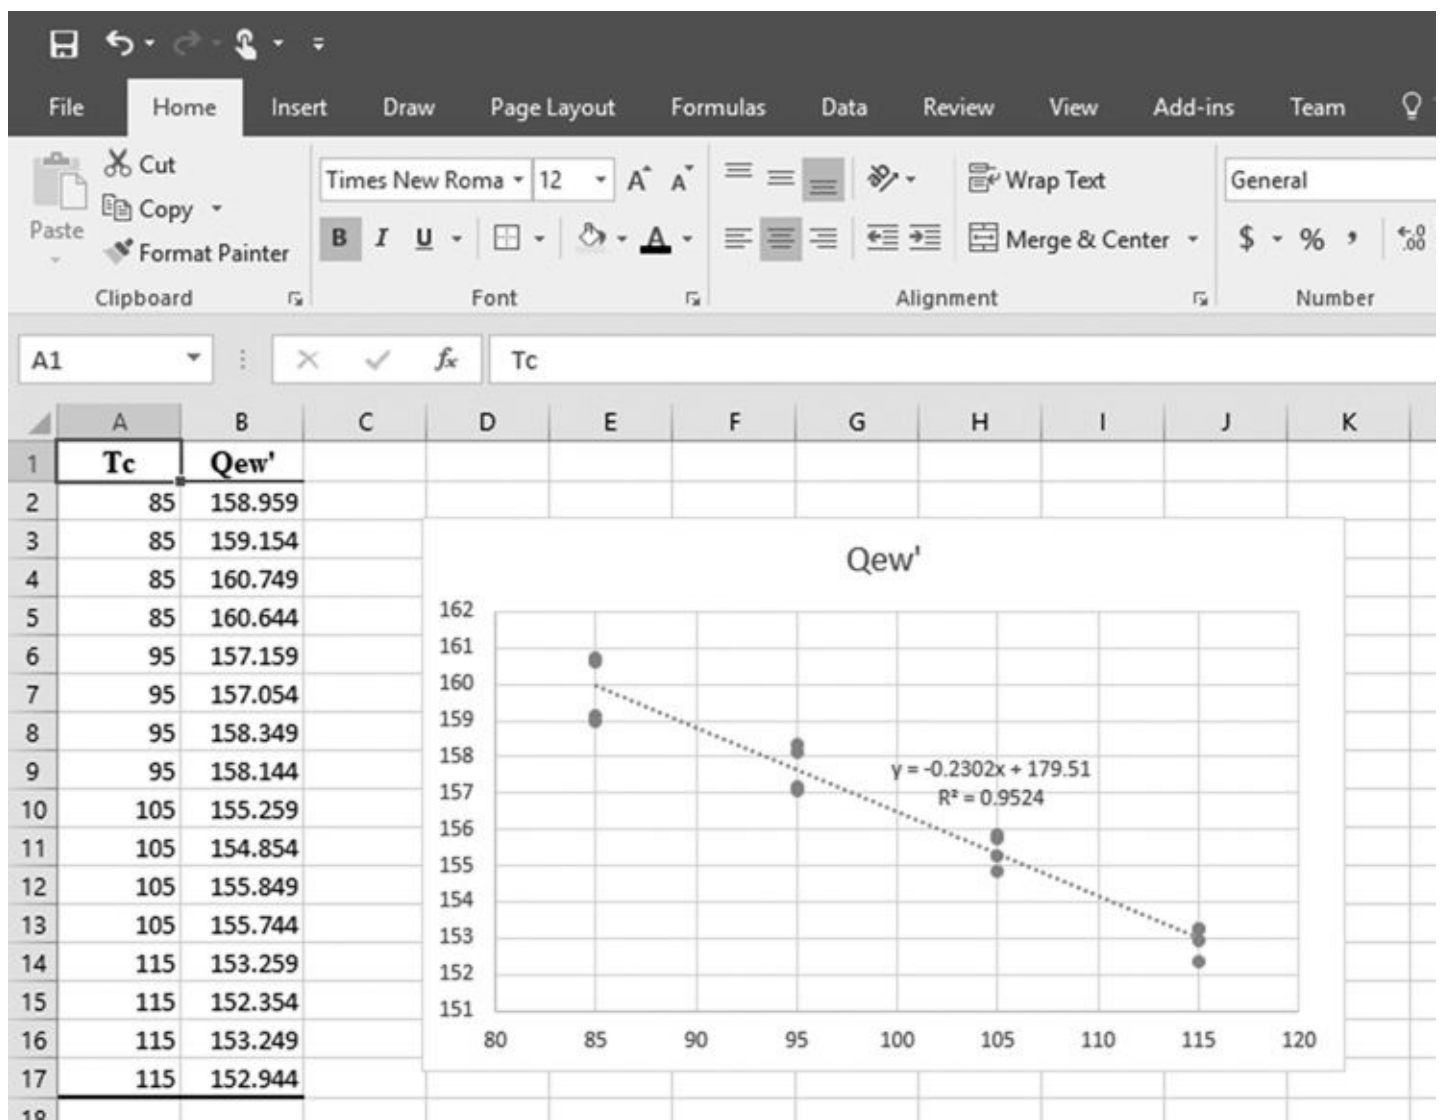 File Home Insert Draw Page Layout Formulas Data Review View Add-ins Team
Cut
Copy
Paste
Format Painter
Clipboard
Times New Roma 12 A A
B I U A
Font
Wrap Text
Merge & Center
Alignment
General
$ % , .0 .00
Number
A1 fx Tc
A B C D E F G H I J K
1 Tc Qew'
2 85 158.959
3 85 159.154
4 85 160.749
5 85 160.644
6 95 157.159
7 95 157.054
8 95 158.349
9 95 158.144
10 105 155.259
11 105 154.854
12 105 155.849
13 105 155.744
14 115 153.259
15 115 152.354
16 115 153.249
17 115 152.944
18
Qew'
162
161
160
159
158
157
156
155
154
153
152
151
80 85 90 95 100 105 110 115 120
y = -0.2302x + 179.51
R² = 0.9524